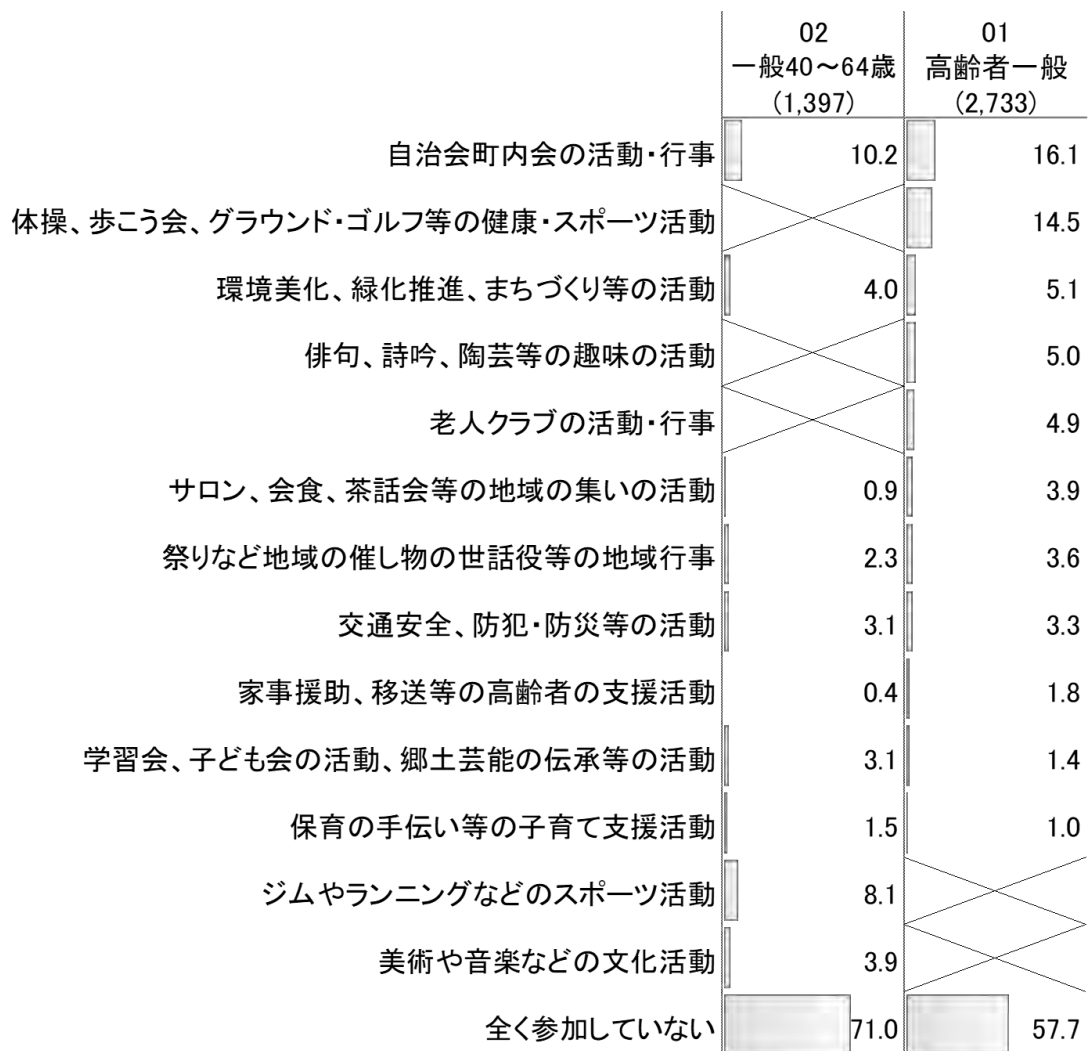 02 01
一般40～64歳 高齢者一般
(1,397) (2,733)
自治会町内会の活動・行事 10.2 16.1
体操、歩こう会、グラウンド・ゴルフ等の健康・スポーツ活動 14.5
環境美化、緑化推進、まちづくり等の活動 4.0 5.1
俳句、詩吟、陶芸等の趣味の活動 5.0
老人クラブの活動・行事 4.9
サロン、会食、茶話会等の地域の集いの活動 0.9 3.9
祭りなど地域の催し物の世話役等の地域行事 2.3 3.6
交通安全、防犯・防災等の活動 3.1 3.3
家事援助、移送等の高齢者の支援活動 0.4 1.8
学習会、子ども会の活動、郷土芸能の伝承等の活動 3.1 1.4
保育の手伝い等の子育て支援活動 1.5 1.0
ジムやランニングなどのスポーツ活動 8.1
美術や音楽などの文化活動 3.9
全く参加していない 71.0 57.7